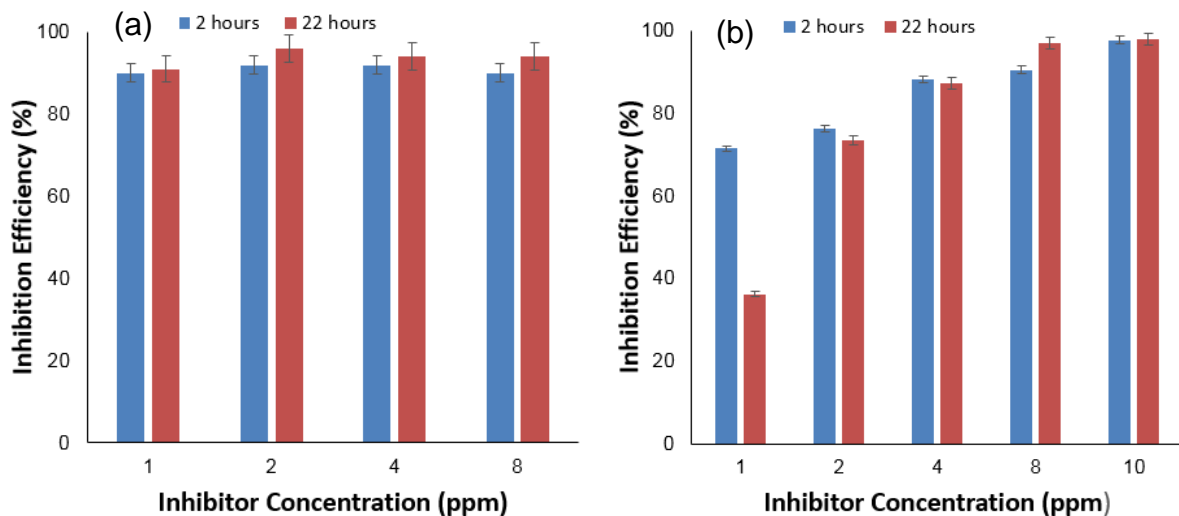 (a)
2 hours 22 hours
100
80
60
40
20
0
1 2 4 8
Inhibition Efficiency (%)
Inhibitor Concentration (ppm)
(b)
2 hours 22 hours
100
80
60
40
20
0
1 2 4 8 10
Inhibition Efficiency (%)
Inhibitor Concentration (ppm)